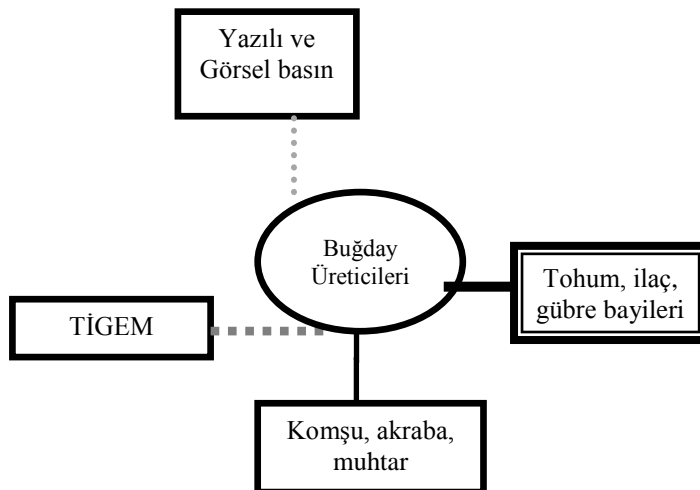 Yazılı ve
Görsel basın
Buğday
Üreticileri
Tohum, ilaç,
gübre bayileri
TİGEM
Komşu, akraba,
muhtar